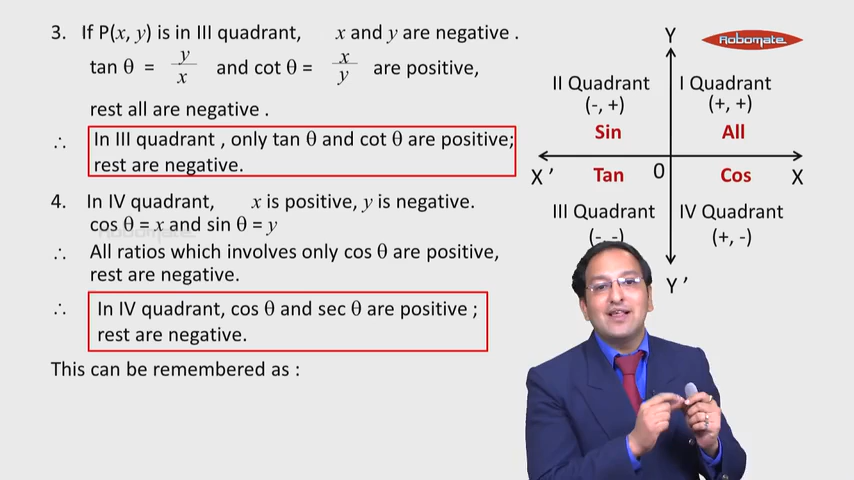 3. If P(x, y) is in III quadrant, x and y are negative .
tan θ = y/x and cot θ = x/y are positive,
rest all are negative .
∴ In III quadrant , only tan θ and cot θ are positive;
rest are negative.
4. In IV quadrant, x is positive, y is negative.
cos θ = x and sin θ = y
∴ All ratios which involves only cos θ are positive,
rest are negative.
∴ In IV quadrant, cos θ and sec θ are positive ;
rest are negative.
This can be remembered as :
Y
Robomate
II Quadrant I Quadrant
(-, +) (+, +)
Sin All
X ’ Tan 0 Cos X
III Quadrant IV Quadrant
(-, -) (+, -)
Y ’
Robomate